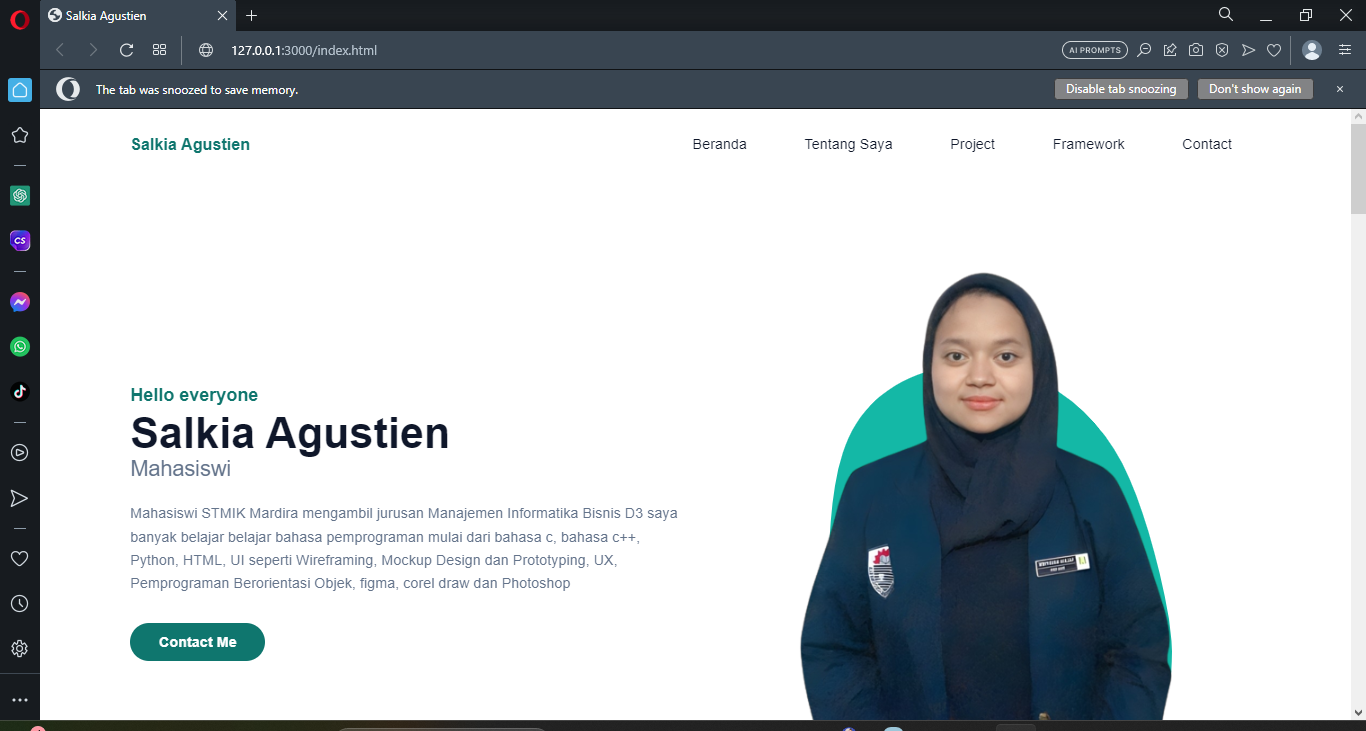 Salkia Agustien
127.0.0.1:3000/index.html
AI PROMPTS
The tab was snoozed to save memory.
Disable tab snoozing
Don't show again
CS
Salkia Agustien
Beranda
Tentang Saya
Project
Framework
Contact
Hello everyone
Salkia Agustien
Mahasiswi
Mahasiswi STMIK Mardira mengambil jurusan Manajemen Informatika Bisnis D3 saya
banyak belajar belajar bahasa pemprograman mulai dari bahasa c, bahasa c++,
Python, HTML, UI seperti Wireframing, Mockup Design dan Prototyping, UX,
Pemprograman Berorientasi Objek, figma, corel draw dan Photoshop
Contact Me